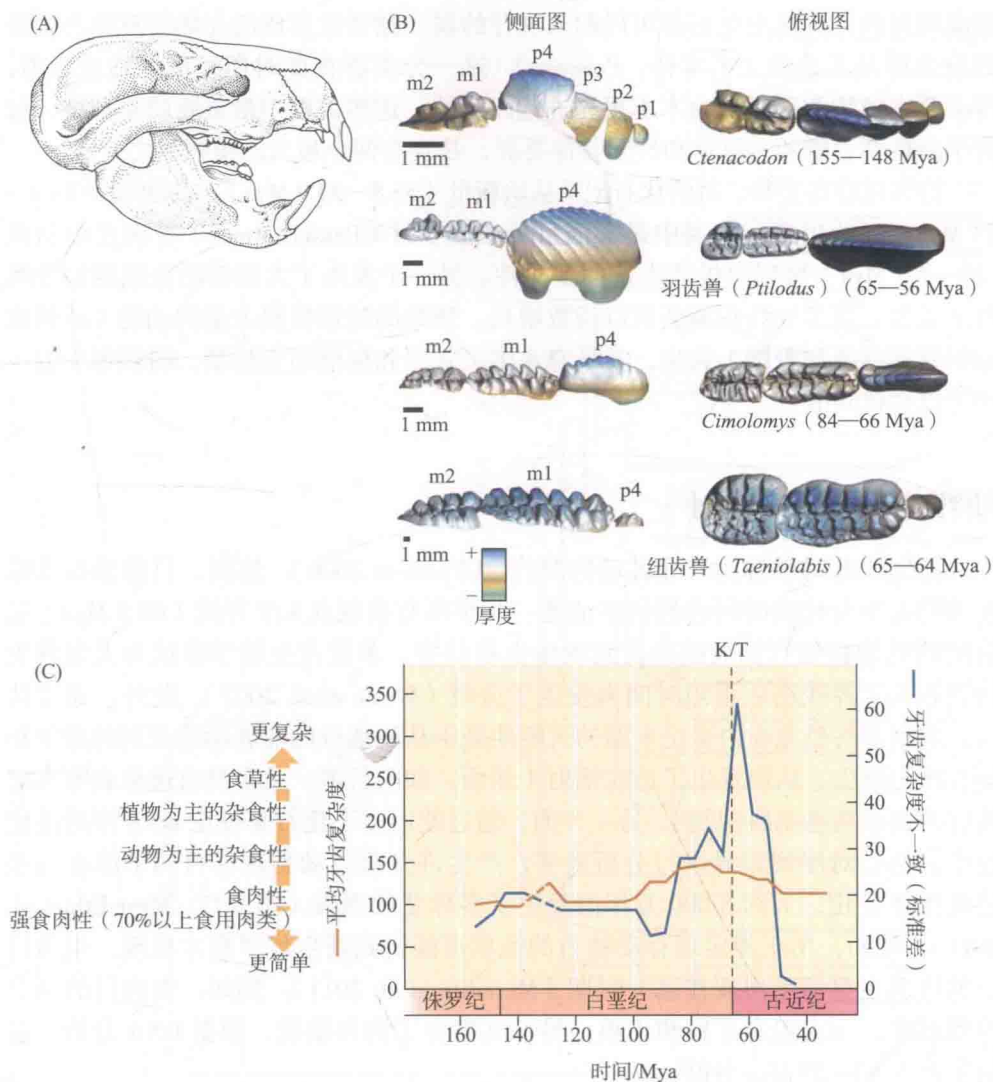 (A)
(B)
侧面图
俯视图
m2
m1
p4
p3
p2
p1
1 mm
Ctenacodon（155—148 Mya）
m2
m1
p4
1 mm
羽齿兽（Ptilodus）（65—56 Mya）
m2
m1
p4
1 mm
Cimolomys（84—66 Mya）
m2
m1
p4
1 mm
+
−
厚度
纽齿兽（Taeniolabis）（65—64 Mya）
(C)
K/T
更复杂
食草性
植物为主的杂食性
动物为主的杂食性
食肉性
强食肉性（70%以上食用肉类）
更简单
平均牙齿复杂度
350
300
250
200
150
100
50
0
60
50
40
30
20
10
0
牙齿复杂度不一致（标准差）
侏罗纪
白垩纪
古近纪
160
140
120
100
80
60
40
时间/Mya